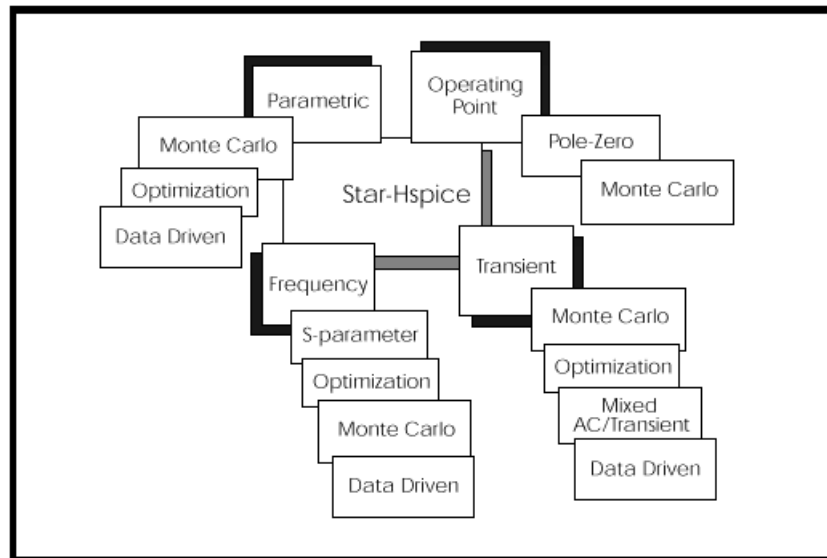 Parametric
Operating
Point
Monte Carlo
Pole-Zero
Optimization
Star-Hspice
Monte Carlo
Data Driven
Frequency
Transient
S-parameter
Monte Carlo
Optimization
Optimization
Monte Carlo
Mixed
AC/Transient
Data Driven
Data Driven